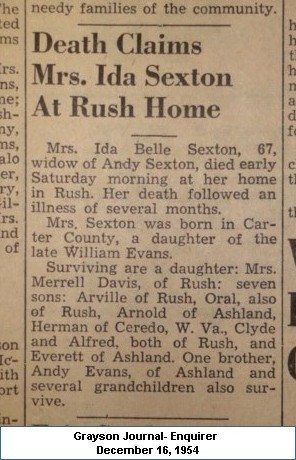 The
needy families of the community.
Death Claims
Mrs. Ida Sexton
At Rush Home
Mrs. Ida Belle Sexton, 67,
widow of Andy Sexton, died early
Saturday morning at her home
in Rush. Her death followed an
illness of several months.
Mrs. Sexton was born in Car-
ter County, a daughter of the
late William Evans.
Surviving are a daughter: Mrs.
Merrell Davis, of Rush: seven
sons: Arville of Rush, Oral, also
of Rush, Arnold of Ashland,
Herman of Ceredo, W. Va., Clyde
and Alfred, both of Rush, and
Everett of Ashland. One brother,
Andy Evans, of Ashland and
several grandchildren also sur-
vive.
Grayson Journal- Enquirer
December 16, 1954